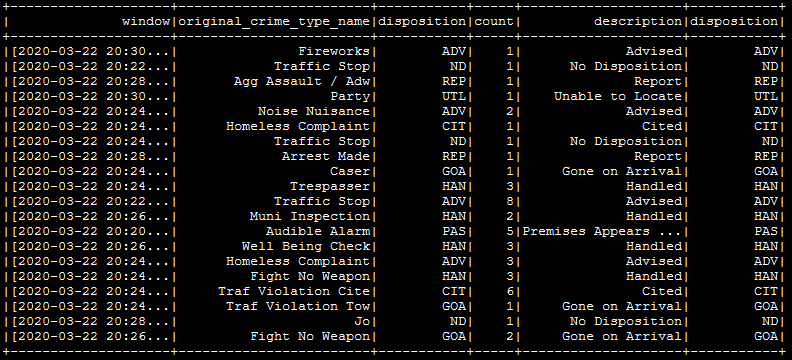 +--------------------+------------------------+-----------+-----+--------------------+-----------+
|              window|original_crime_type_name|disposition|count|         description|disposition|
+--------------------+------------------------+-----------+-----+--------------------+-----------+
|[2020-03-22 20:30...|               Fireworks|        ADV|    1|             Advised|        ADV|
|[2020-03-22 20:22...|            Traffic Stop|         ND|    1|      No Disposition|         ND|
|[2020-03-22 20:28...|       Agg Assault / Adw|        REP|    1|              Report|        REP|
|[2020-03-22 20:30...|                   Party|        UTL|    1|    Unable to Locate|        UTL|
|[2020-03-22 20:24...|          Noise Nuisance|        ADV|    2|             Advised|        ADV|
|[2020-03-22 20:24...|      Homeless Complaint|        CIT|    1|               Cited|        CIT|
|[2020-03-22 20:24...|            Traffic Stop|         ND|    1|      No Disposition|         ND|
|[2020-03-22 20:28...|             Arrest Made|        REP|    1|              Report|        REP|
|[2020-03-22 20:24...|                   Caser|        GOA|    1|     Gone on Arrival|        GOA|
|[2020-03-22 20:24...|              Trespasser|        HAN|    3|             Handled|        HAN|
|[2020-03-22 20:22...|            Traffic Stop|        ADV|    8|             Advised|        ADV|
|[2020-03-22 20:26...|         Muni Inspection|        HAN|    2|             Handled|        HAN|
|[2020-03-22 20:20...|           Audible Alarm|        PAS|    5|Premises Appears ...|        PAS|
|[2020-03-22 20:26...|        Well Being Check|        HAN|    3|             Handled|        HAN|
|[2020-03-22 20:24...|      Homeless Complaint|        ADV|    3|             Advised|        ADV|
|[2020-03-22 20:24...|         Fight No Weapon|        HAN|    3|             Handled|        HAN|
|[2020-03-22 20:24...|     Traf Violation Cite|        CIT|    6|               Cited|        CIT|
|[2020-03-22 20:24...|      Traf Violation Tow|        GOA|    1|     Gone on Arrival|        GOA|
|[2020-03-22 20:28...|                      Jo|         ND|    1|      No Disposition|         ND|
|[2020-03-22 20:26...|         Fight No Weapon|        GOA|    2|     Gone on Arrival|        GOA|
+--------------------+------------------------+-----------+-----+--------------------+-----------+